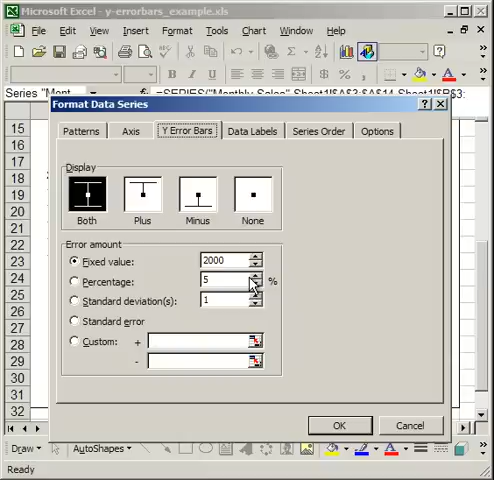 Microsoft Excel - y-errorbars_example.xls
File Edit View Insert Format Tools Chart Window
Series "Mont =SERIES("Monthly Sales",Sheet1!$A$3:$A$14,Sheet1!$B$3:
Format Data Series
Patterns Axis Y Error Bars Data Labels Series Order Options
Display
Both Plus Minus None
Error amount
Fixed value: 2000
Percentage: 5 %
Standard deviation(s): 1
Standard error
Custom: +
-
OK Cancel
15
16
17
18
19
20
21
22
23
24
25
26
27
28
29
30
31
32
Draw AutoShapes
Ready